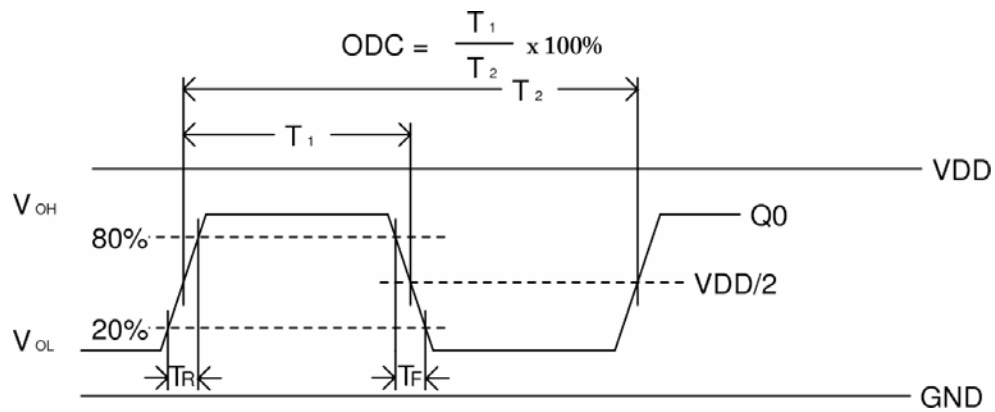 ODC = T1 / T2 x 100%
T2
T1
VDD
VOH
Q0
80%
VDD/2
20%
VOL
TR
TF
GND